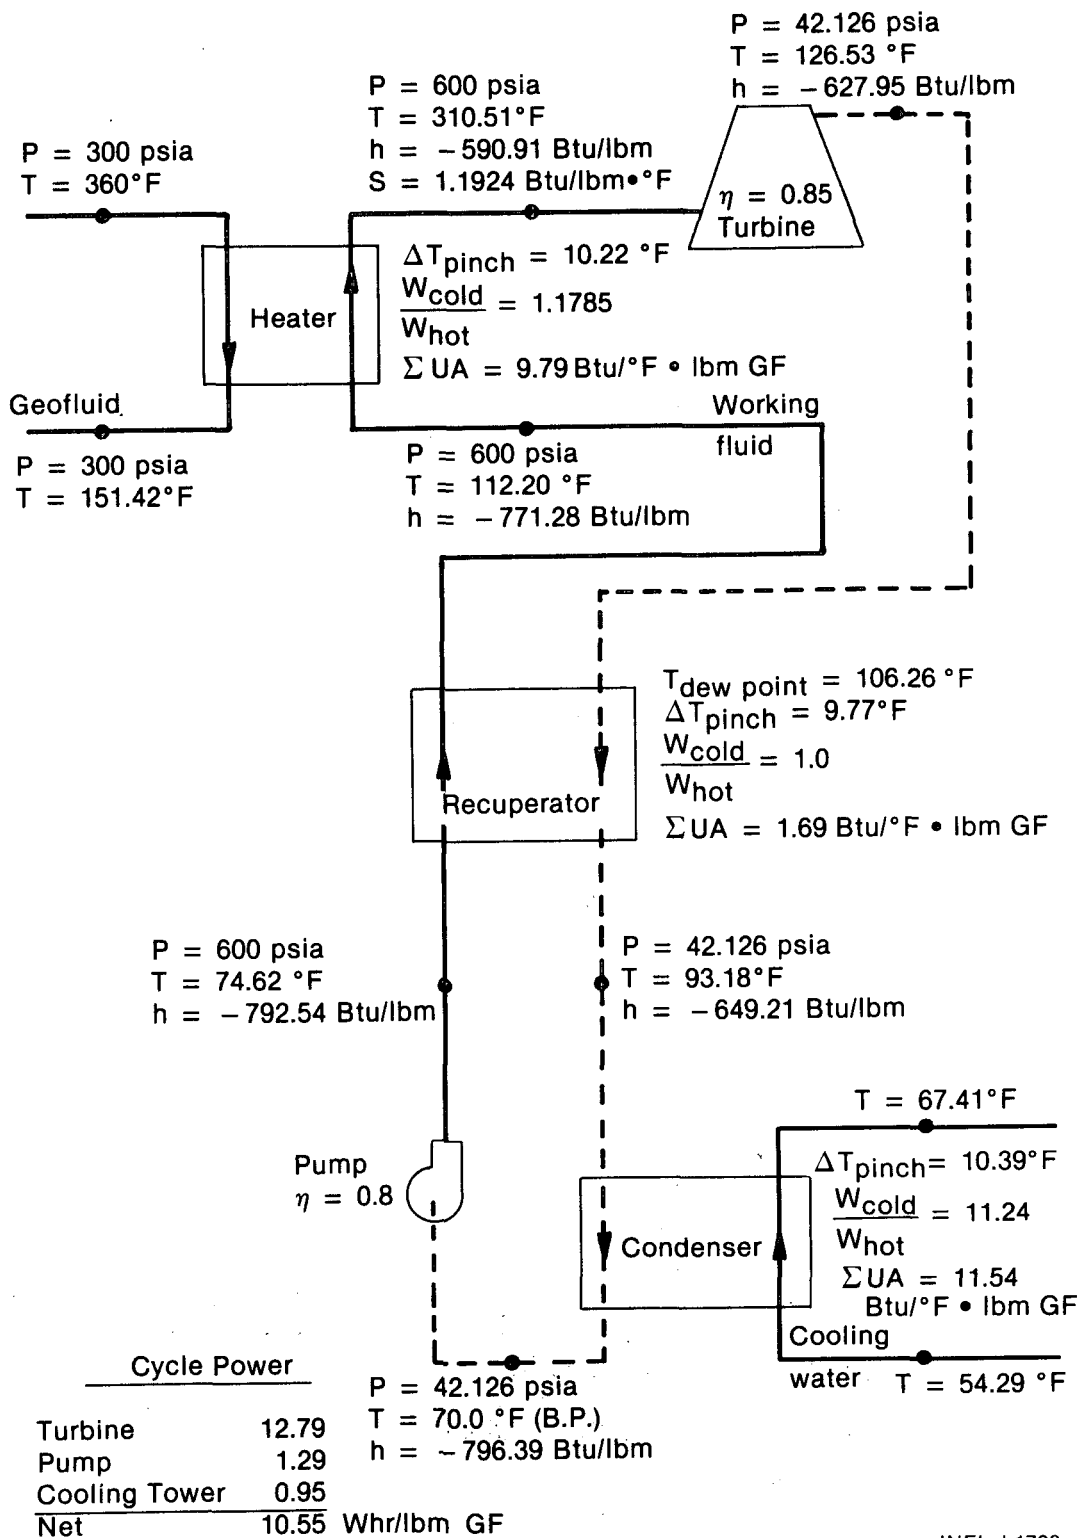 P = 42.126 psia
T = 126.53 °F
h = -627.95 Btu/lbm
P = 600 psia
T = 310.51°F
h = -590.91 Btu/lbm
S = 1.1924 Btu/lbm•°F
P = 300 psia
T = 360°F
η = 0.85
Turbine
Heater
ΔTpinch = 10.22 °F
Wcold
Whot
= 1.1785
Σ UA = 9.79 Btu/°F • lbm GF
Geofluid
P = 300 psia
T = 151.42°F
Working
fluid
P = 600 psia
T = 112.20 °F
h = -771.28 Btu/lbm
Tdew point = 106.26 °F
ΔTpinch = 9.77°F
Wcold
Whot
= 1.0
Σ UA = 1.69 Btu/°F • lbm GF
Recuperator
P = 600 psia
T = 74.62 °F
h = -792.54 Btu/lbm
P = 42.126 psia
T = 93.18°F
h = -649.21 Btu/lbm
T = 67.41°F
Pump
η = 0.8
Condenser
ΔTpinch = 10.39°F
Wcold
Whot
= 11.24
Σ UA = 11.54
Btu/°F • lbm GF
Cooling
water
T = 54.29 °F
P = 42.126 psia
T = 70.0 °F (B.P.)
h = -796.39 Btu/lbm
Cycle Power
Turbine 12.79
Pump 1.29
Cooling Tower 0.95
Net 10.55 Whr/lbm GF